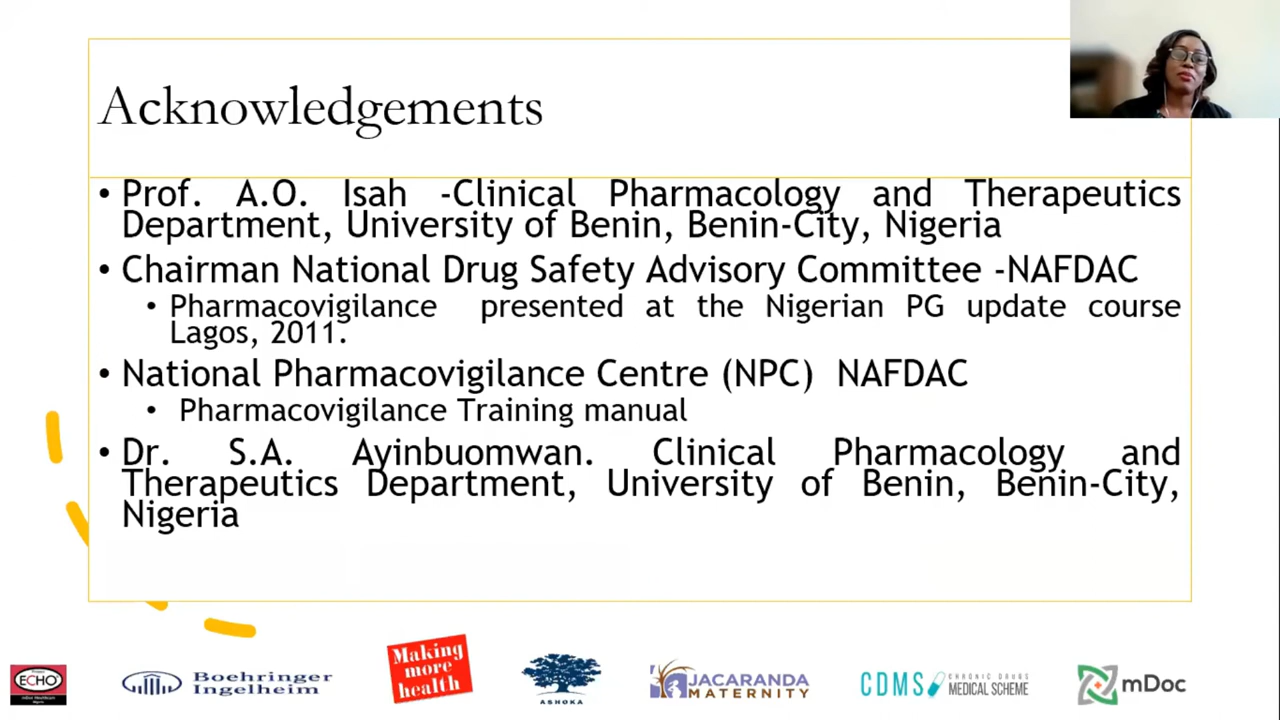 Acknowledgements
• Prof. A.O. Isah -Clinical Pharmacology and Therapeutics
Department, University of Benin, Benin-City, Nigeria
• Chairman National Drug Safety Advisory Committee -NAFDAC
• Pharmacovigilance presented at the Nigerian PG update course
Lagos, 2011.
• National Pharmacovigilance Centre (NPC) NAFDAC
• Pharmacovigilance Training manual
• Dr. S.A. Ayinbuomwan. Clinical Pharmacology and
Therapeutics Department, University of Benin, Benin-City,
Nigeria
ECHO
Boehringer
Ingelheim
Making
more
health
ASHOKA
JACARANDA
MATERNITY
CDMS
CHRONIC DRUGS
MEDICAL SCHEME
mDoc